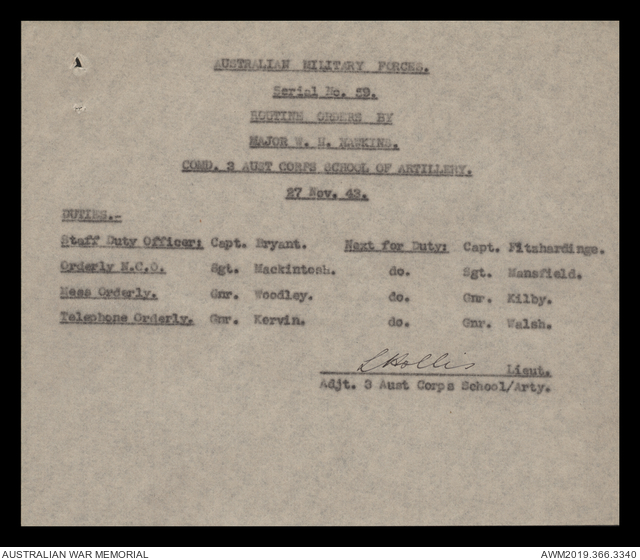 AUSTRALIAN MILITARY FORCES.
Serial No. 59.
ROUTINE ORDERS BY
MAJOR W. H. HAWKINS.
COMD. 3 AUST CORPS SCHOOL OF ARTILLERY.
27 Nov. 43.
DUTIES.-
Staff Duty Officer: Capt. Bryant. Next for Duty: Capt. Fitzhardinge.
Orderly N.C.O. Sgt. Mackintosh. do. Sgt. Mansfield.
Mess Orderly. Gnr. Woodley. do. Gnr. Kilby.
Telephone Orderly. Gnr. Kervin. do. Gnr. Walsh.
L Hollis Lieut.
Adjt. 3 Aust Corps School/Arty.
AUSTRALIAN WAR MEMORIAL AWM2019.366.3340